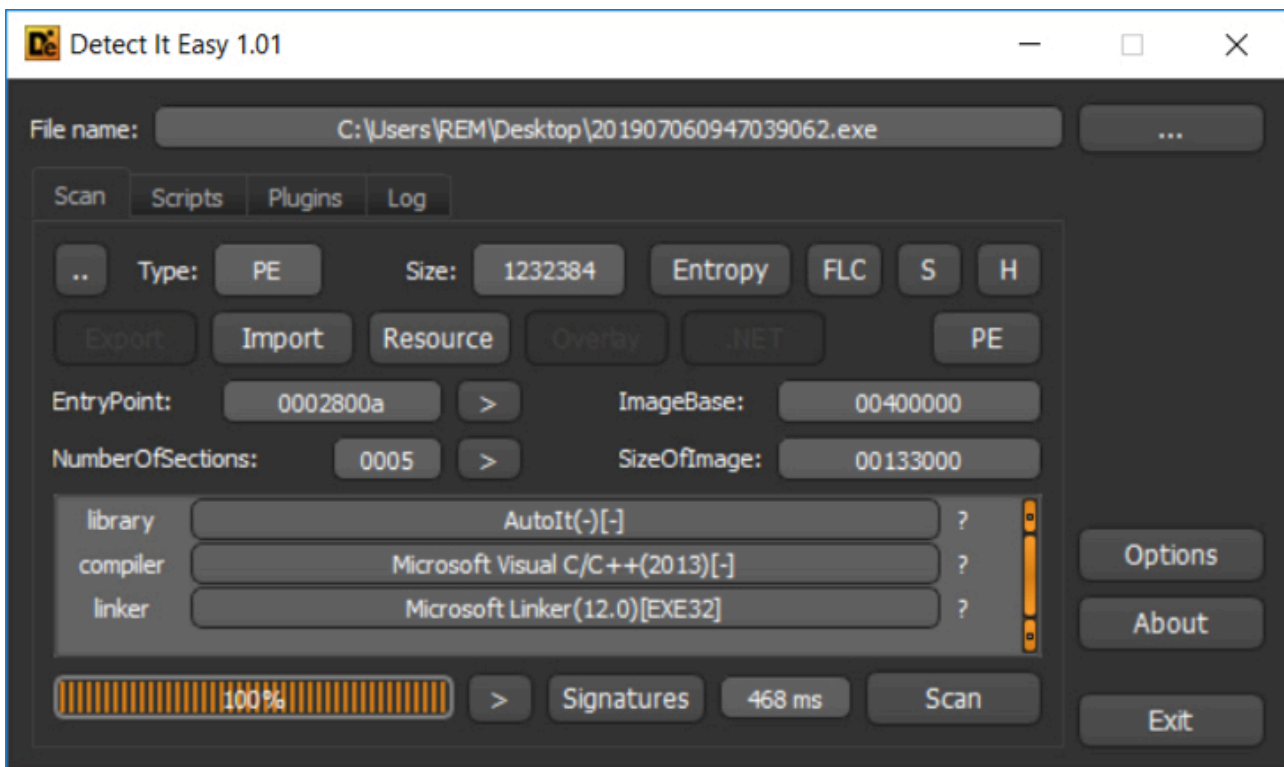 Detect It Easy 1.01
File name: C:\Users\REM\Desktop\201907060947039062.exe ...
Scan Scripts Plugins Log
.. Type: PE Size: 1232384 Entropy FLC S H
Export Import Resource Overlay .NET PE
EntryPoint: 0002800a > ImageBase: 00400000
NumberOfSections: 0005 > SizeOfImage: 00133000
library AutoIt(-)[-] ?
compiler Microsoft Visual C/C++(2013)[-] ?
linker Microsoft Linker(12.0)[EXE32] ?
Options
About
100% > Signatures 468 ms Scan
Exit